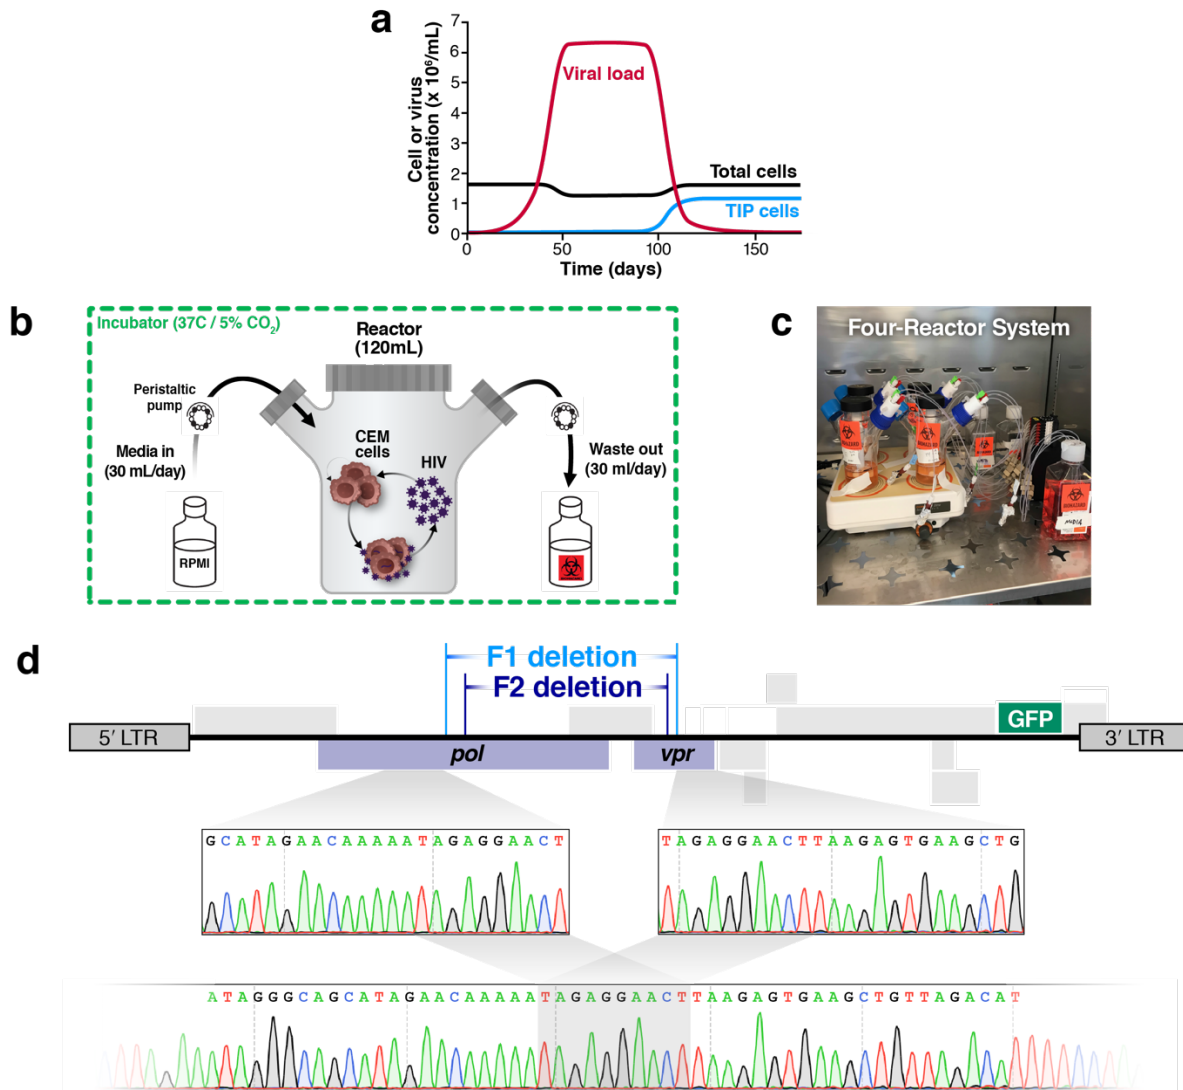 a
7
6
5
4
3
2
1
0
Cell or virus
concentration (x 10⁶/mL)
Viral load
Total cells
TIP cells
0
50
100
150
Time (days)
b
Incubator (37C / 5% CO₂)
Reactor
(120mL)
Peristaltic
pump
Media in
(30 mL/day)
CEM
cells
HIV
Waste out
(30 ml/day)
RPMI
c
Four-Reactor System
d
F1 deletion
F2 deletion
GFP
5′ LTR
3′ LTR
pol
vpr
GCATAGAACAAAAATAGAGGAACT
TAGAGGAACTTAAGAGTGAAGCTG
ATAGGGCAGCATAGAACAAAAATAGAGGAACTTAAGAGTGAAGCTGTTAGACAT